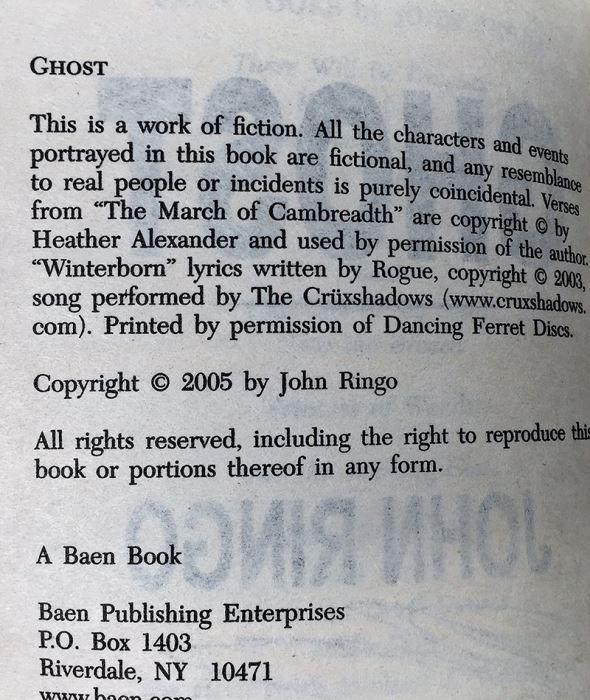 GHOST
This is a work of fiction. All the characters and events
portrayed in this book are fictional, and any resemblance
to real people or incidents is purely coincidental. Verses
from “The March of Cambreadth” are copyright © by
Heather Alexander and used by permission of the author.
“Winterborn” lyrics written by Rogue, copyright © 2003,
song performed by The Crüxshadows (www.cruxshadows.
com). Printed by permission of Dancing Ferret Discs.
Copyright © 2005 by John Ringo
All rights reserved, including the right to reproduce this
book or portions thereof in any form.
A Baen Book
Baen Publishing Enterprises
P.O. Box 1403
Riverdale, NY 10471
www.baen.com